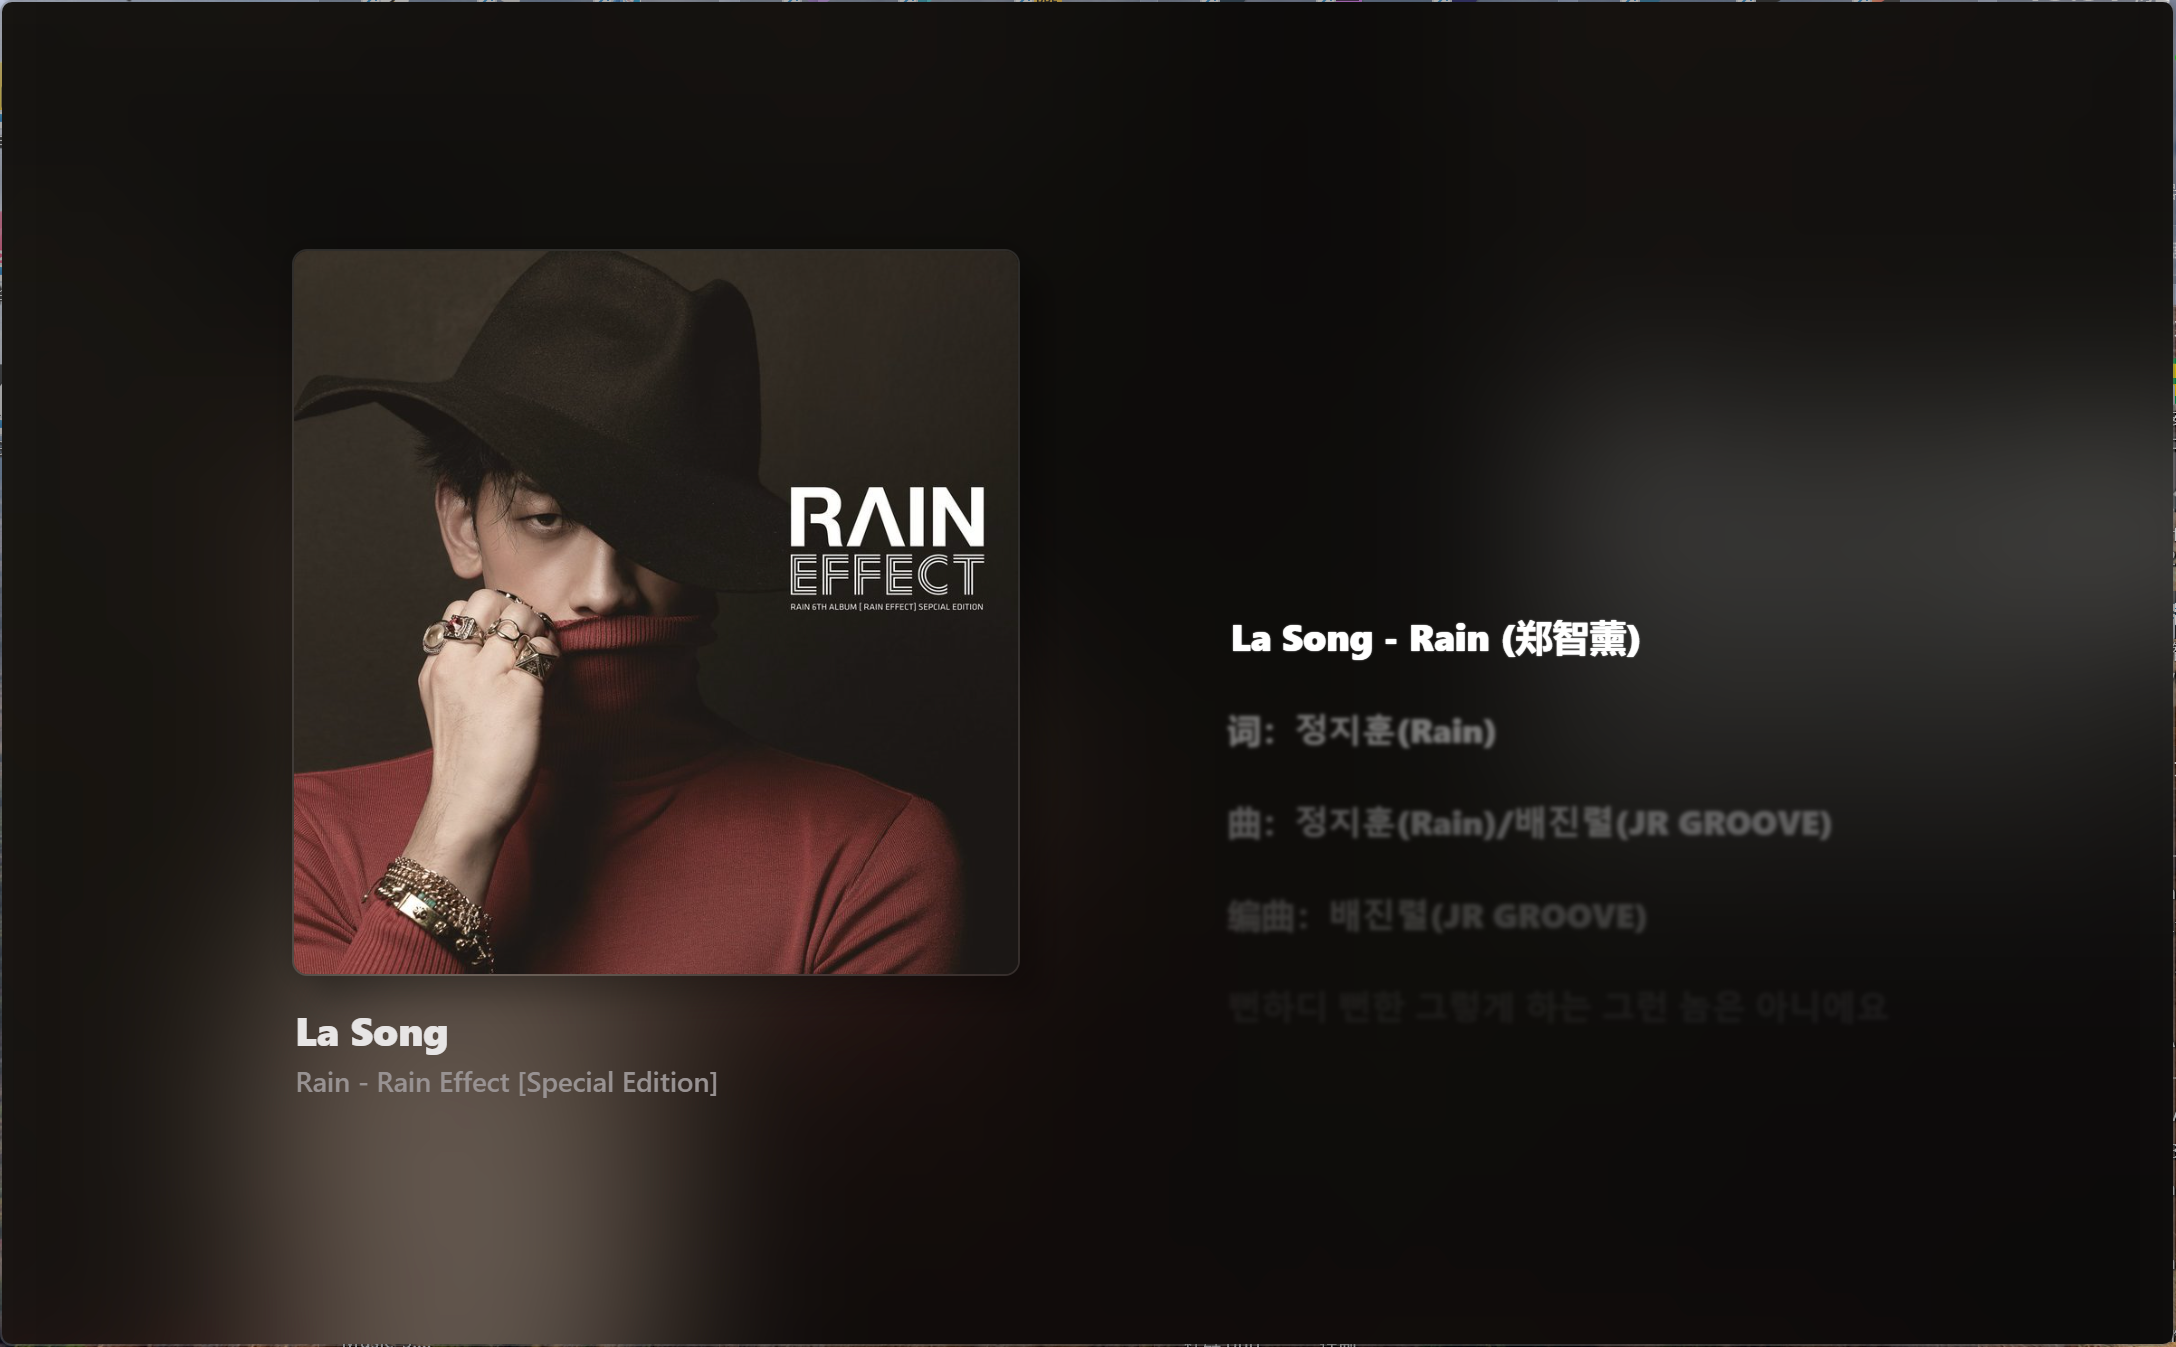 RAIN
EFFECT
RAIN 6TH ALBUM [ RAIN EFFECT] SEPCIAL EDITION
La Song
Rain - Rain Effect [Special Edition]
La Song - Rain (郑智薰)
词：정지훈(Rain)
曲：정지훈(Rain)/배진렬(JR GROOVE)
编曲：배진렬(JR GROOVE)
뻔하디 뻔한 그렇게 하는 그런 놈은 아니에요